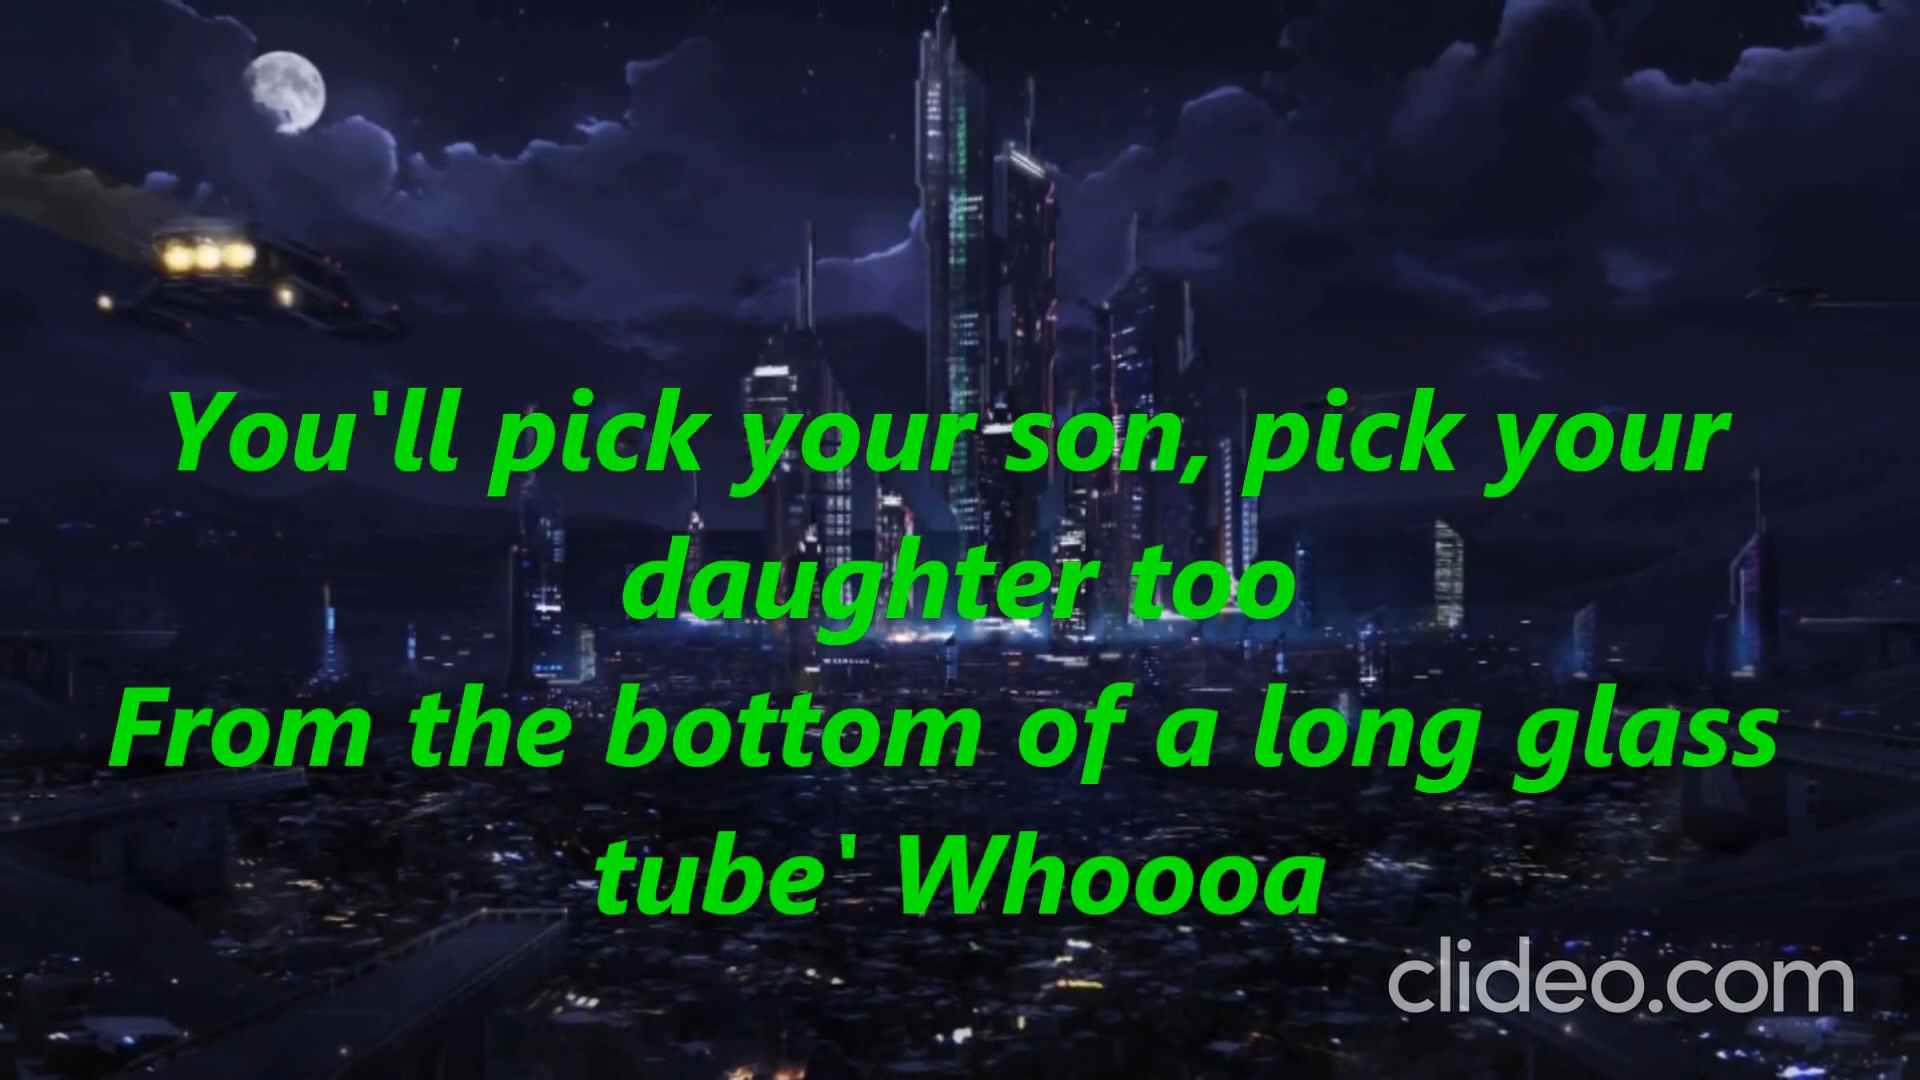 You'll pick your son, pick your
daughter too
From the bottom of a long glass
tube' Whoooa
clideo.com